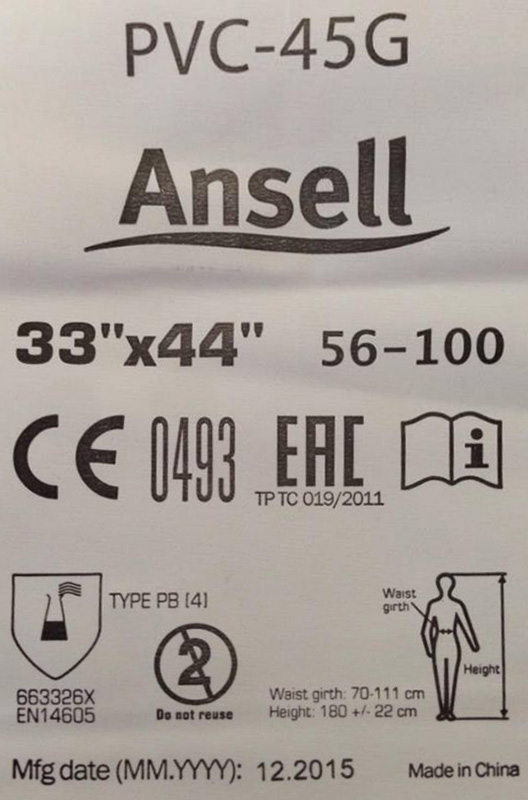 PVC-45G
Ansell
33"x44" 56-100
CE 0493 EAC i
TP TC 019/2011
TYPE PB [4]
2
Waist girth
Height
663326X
EN14605
Do not reuse
Waist girth: 70-111 cm
Height: 180 +/- 22 cm
Mfg date (MM.YYYY): 12.2015 Made in China